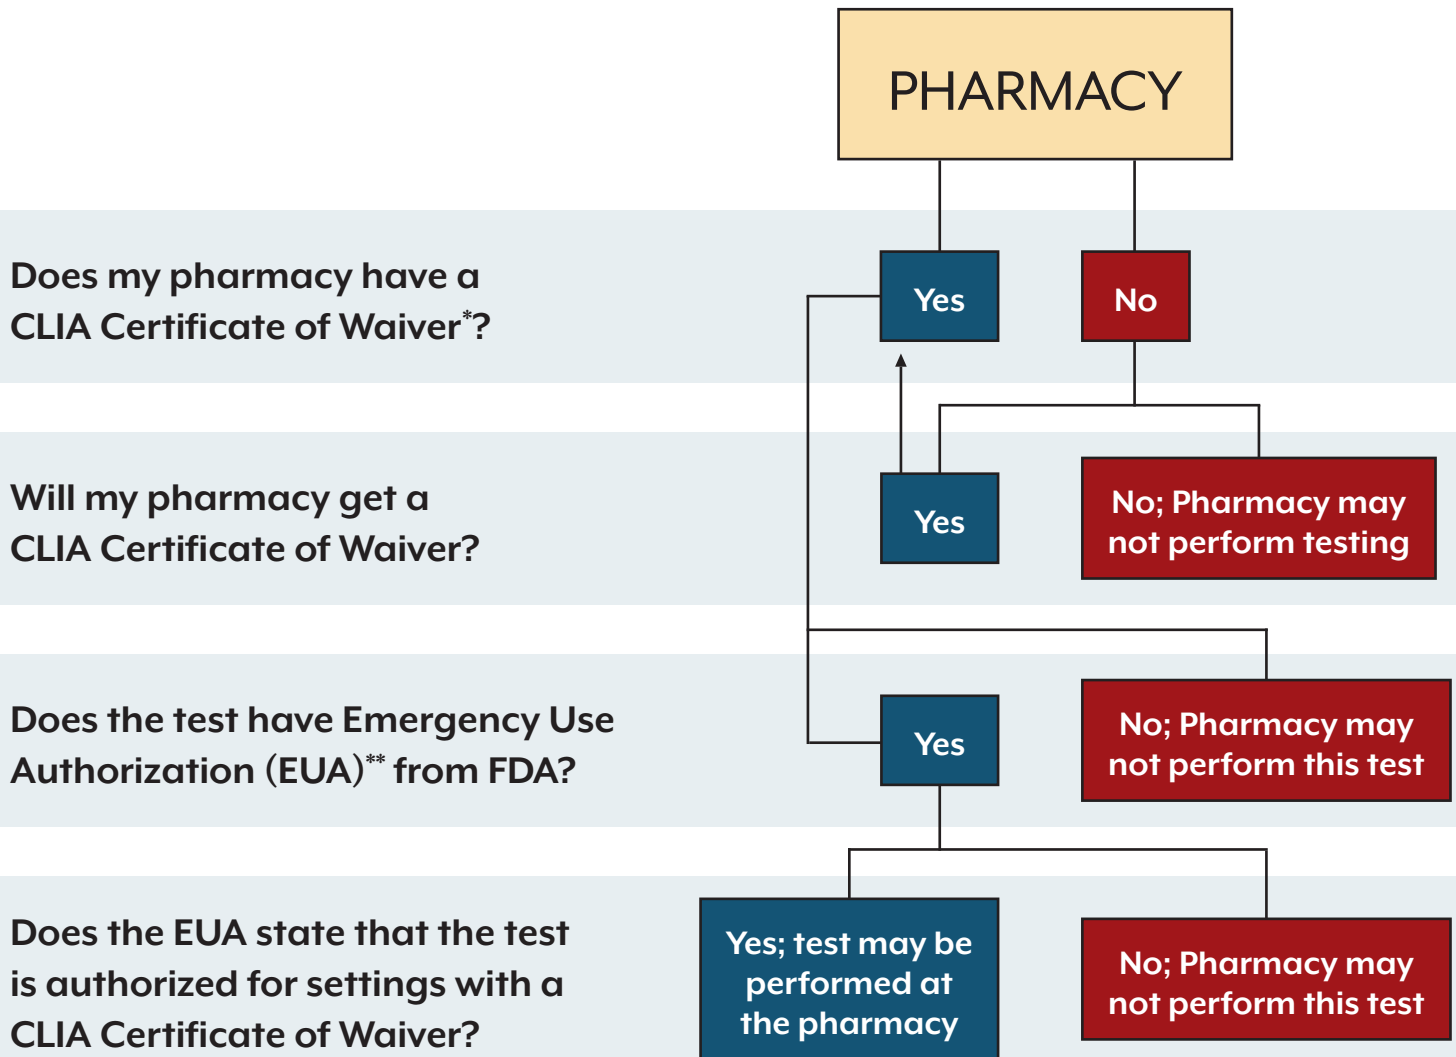 PHARMACY
Does my pharmacy have a
CLIA Certificate of Waiver*?
Yes
No
Will my pharmacy get a
CLIA Certificate of Waiver?
Yes
No; Pharmacy may
not perform testing
Does the test have Emergency Use
Authorization (EUA)** from FDA?
Yes
No; Pharmacy may
not perform this test
Does the EUA state that the test
is authorized for settings with a
CLIA Certificate of Waiver?
Yes; test may be
performed at
the pharmacy
No; Pharmacy may
not perform this test